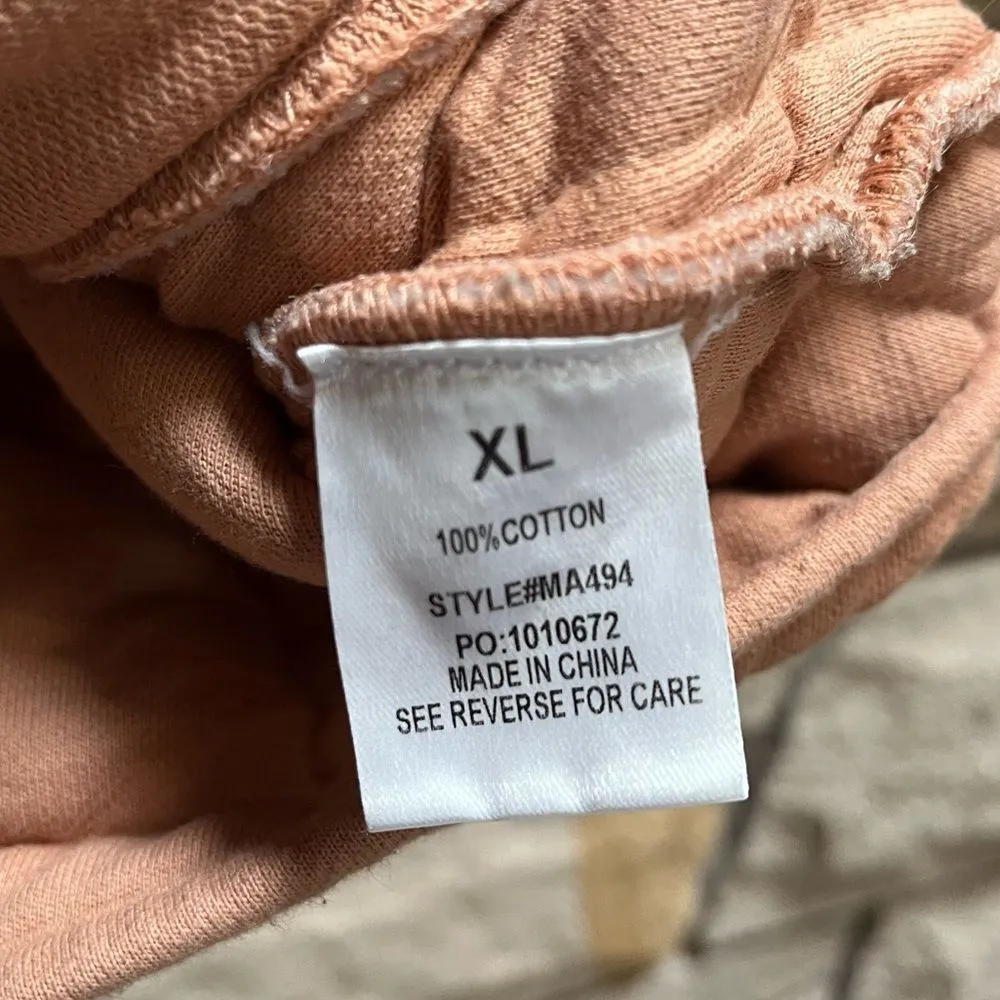 XL
100%COTTON
STYLE#MA494
PO:1010672
MADE IN CHINA
SEE REVERSE FOR CARE